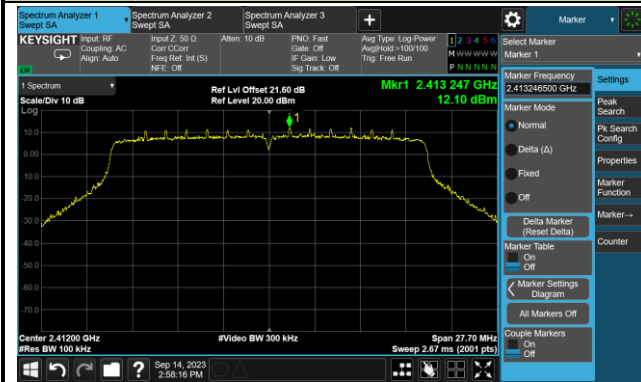 Spectrum Analyzer 1
Swept SA
Spectrum Analyzer 2
Swept SA
Spectrum Analyzer 3
Swept SA
Marker
KEYSIGHT
Input: RF
Coupling: AC
Align: Auto
Input Z: 50 Ω
Corr CCorr
Freq Ref: Int (S)
NFE: Off
Atten: 10 dB
PNO: Fast
Gate: Off
IF Gain: Low
Sig Track: Off
Avg Type: Log-Power
Avg|Hold:>100/100
Trig: Free Run
1 2 3 4 5 6
M W W W W W
P N N N N N
LW
Select Marker
Marker 1
1 Spectrum
Scale/Div 10 dB
Log
Ref Lvl Offset 21.60 dB
Ref Level 20.00 dBm
Mkr1 2.413 247 GHz
12.10 dBm
1
10.0
0.00
-10.0
-20.0
-30.0
-40.0
-50.0
-60.0
-70.0
Center 2.41200 GHz
#Res BW 100 kHz
#Video BW 300 kHz
Span 27.70 MHz
Sweep 2.67 ms (2001 pts)
Marker Frequency
2.413246500 GHz
Marker Mode
Normal
Delta (Δ)
Fixed
Off
Delta Marker
(Reset Delta)
Marker Table
On
Off
Marker Settings
Diagram
All Markers Off
Couple Markers
On
Off
Settings
Peak
Search
Pk Search
Config
Properties
Marker
Function
Marker→
Counter
Sep 14, 2023
2:58:16 PM